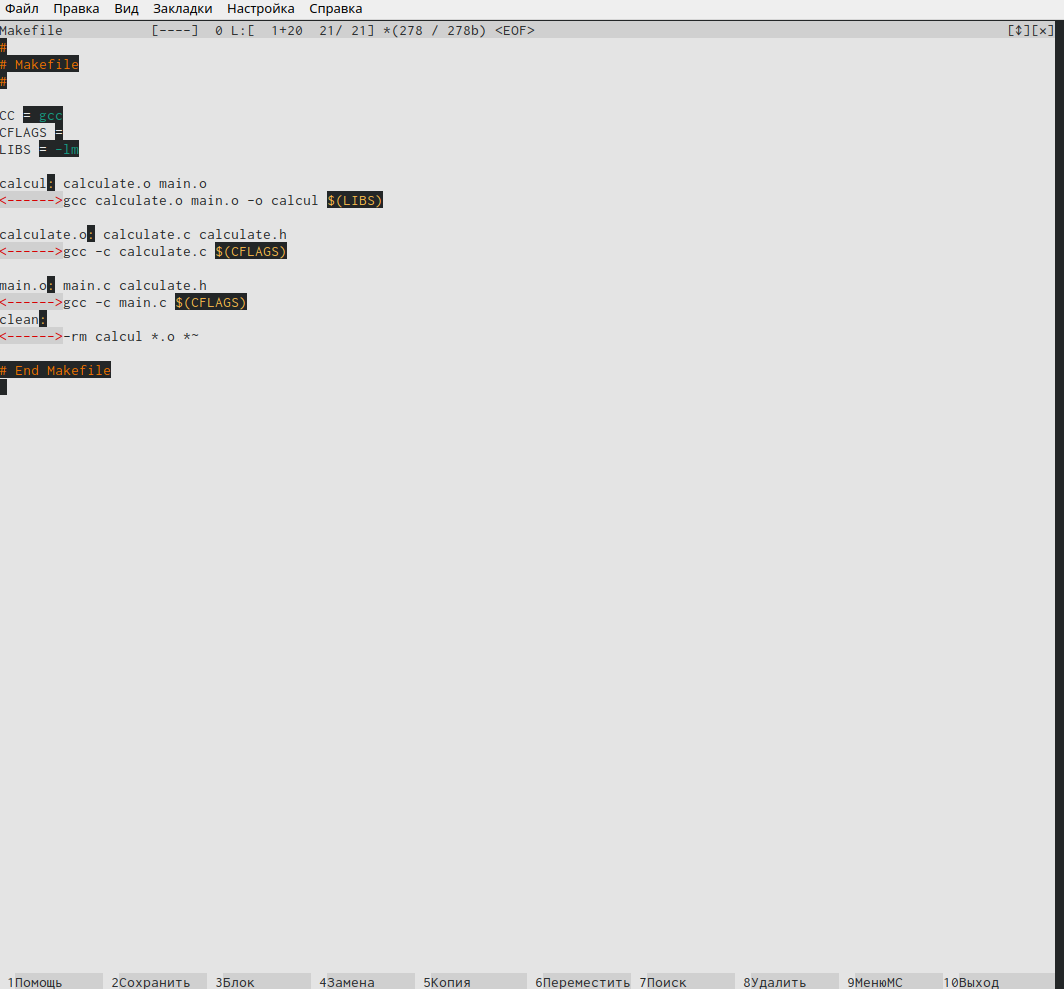 Файл Правка Вид Закладки Настройка Справка
Makefile [----] 0 L:[ 1+20 21/ 21] *(278 / 278b) <EOF> [↕][×]
#
# Makefile
#
CC = gcc
CFLAGS =
LIBS = -lm
calcul: calculate.o main.o
<------>gcc calculate.o main.o -o calcul $(LIBS)
calculate.o: calculate.c calculate.h
<------>gcc -c calculate.c $(CFLAGS)
main.o: main.c calculate.h
<------>gcc -c main.c $(CFLAGS)
clean:
<------>-rm calcul *.o *~
# End Makefile
1Помощь 2Сохранить 3Блок 4Замена 5Копия 6Переместить 7Поиск 8Удалить 9МенюMC 10Выход